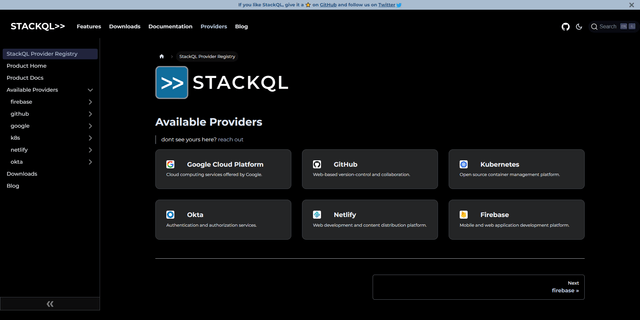 If you like StackQL, give it a ⭐ on GitHub and follow us on Twitter
STACKQL>> Features Downloads Documentation Providers Blog Search
StackQL Provider Registry
Product Home
Product Docs
Available Providers
firebase
github
google
k8s
netlify
okta
Downloads
Blog
StackQL Provider Registry
>> STACKQL
Available Providers
dont see yours here? reach out
Google Cloud Platform
Cloud computing services offered by Google.
GitHub
Web-based version control and collaboration.
Kubernetes
Open source container management platform.
Okta
Authentication and authorization services.
Netlify
Web development and content distribution platform.
Firebase
Mobile and web application development platform.
Next
firebase »